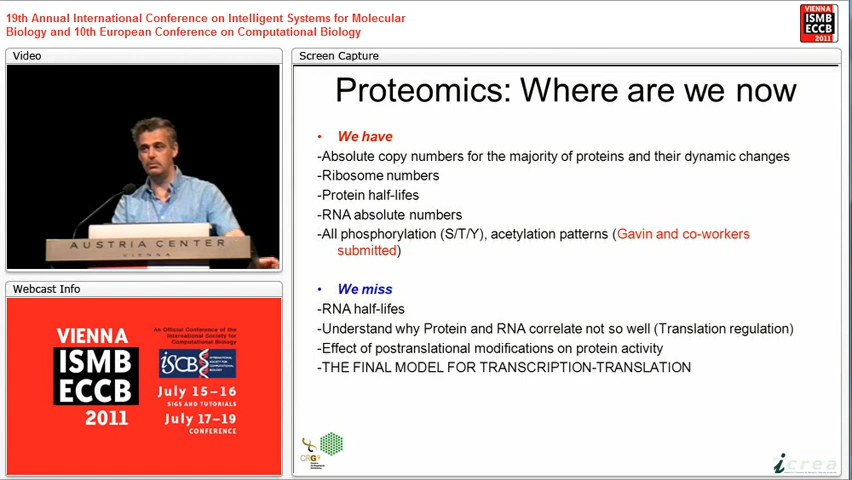 19th Annual International Conference on Intelligent Systems for Molecular
Biology and 10th European Conference on Computational Biology
VIENNA
ISMB
ECCB
2011
Video
AUSTRIA CENTER
VIENNA
Webcast Info
VIENNA
ISMB
ECCB
2011
An Official Conference of the
International Society for
Computational Biology
ISCB
INTERNATIONAL
SOCIETY FOR
COMPUTATIONAL
BIOLOGY
July 15–16
SIGS AND TUTORIALS
July 17–19
CONFERENCE
Screen Capture
Proteomics: Where are we now
• We have
-Absolute copy numbers for the majority of proteins and their dynamic changes
-Ribosome numbers
-Protein half-lifes
-RNA absolute numbers
-All phosphorylation (S/T/Y), acetylation patterns (Gavin and co-workers
submitted)
• We miss
-RNA half-lifes
-Understand why Protein and RNA correlate not so well (Translation regulation)
-Effect of postranslational modifications on protein activity
-THE FINAL MODEL FOR TRANSCRIPTION-TRANSLATION
CRG
icrea